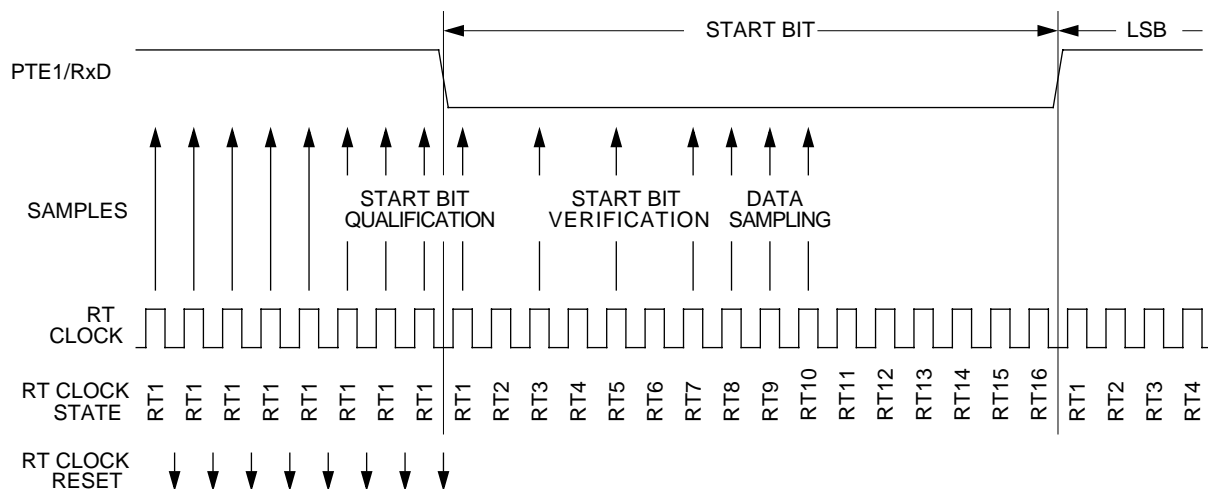 START BIT
LSB
PTE1/RxD
SAMPLES
START BIT
QUALIFICATION
START BIT
VERIFICATION
DATA
SAMPLING
RT
CLOCK
RT CLOCK
STATE
RT1 RT1 RT1 RT1 RT1 RT1 RT1 RT1 RT1 RT2 RT3 RT4 RT5 RT6 RT7 RT8 RT9 RT10 RT11 RT12 RT13 RT14 RT15 RT16 RT1 RT2 RT3 RT4
RT CLOCK
RESET